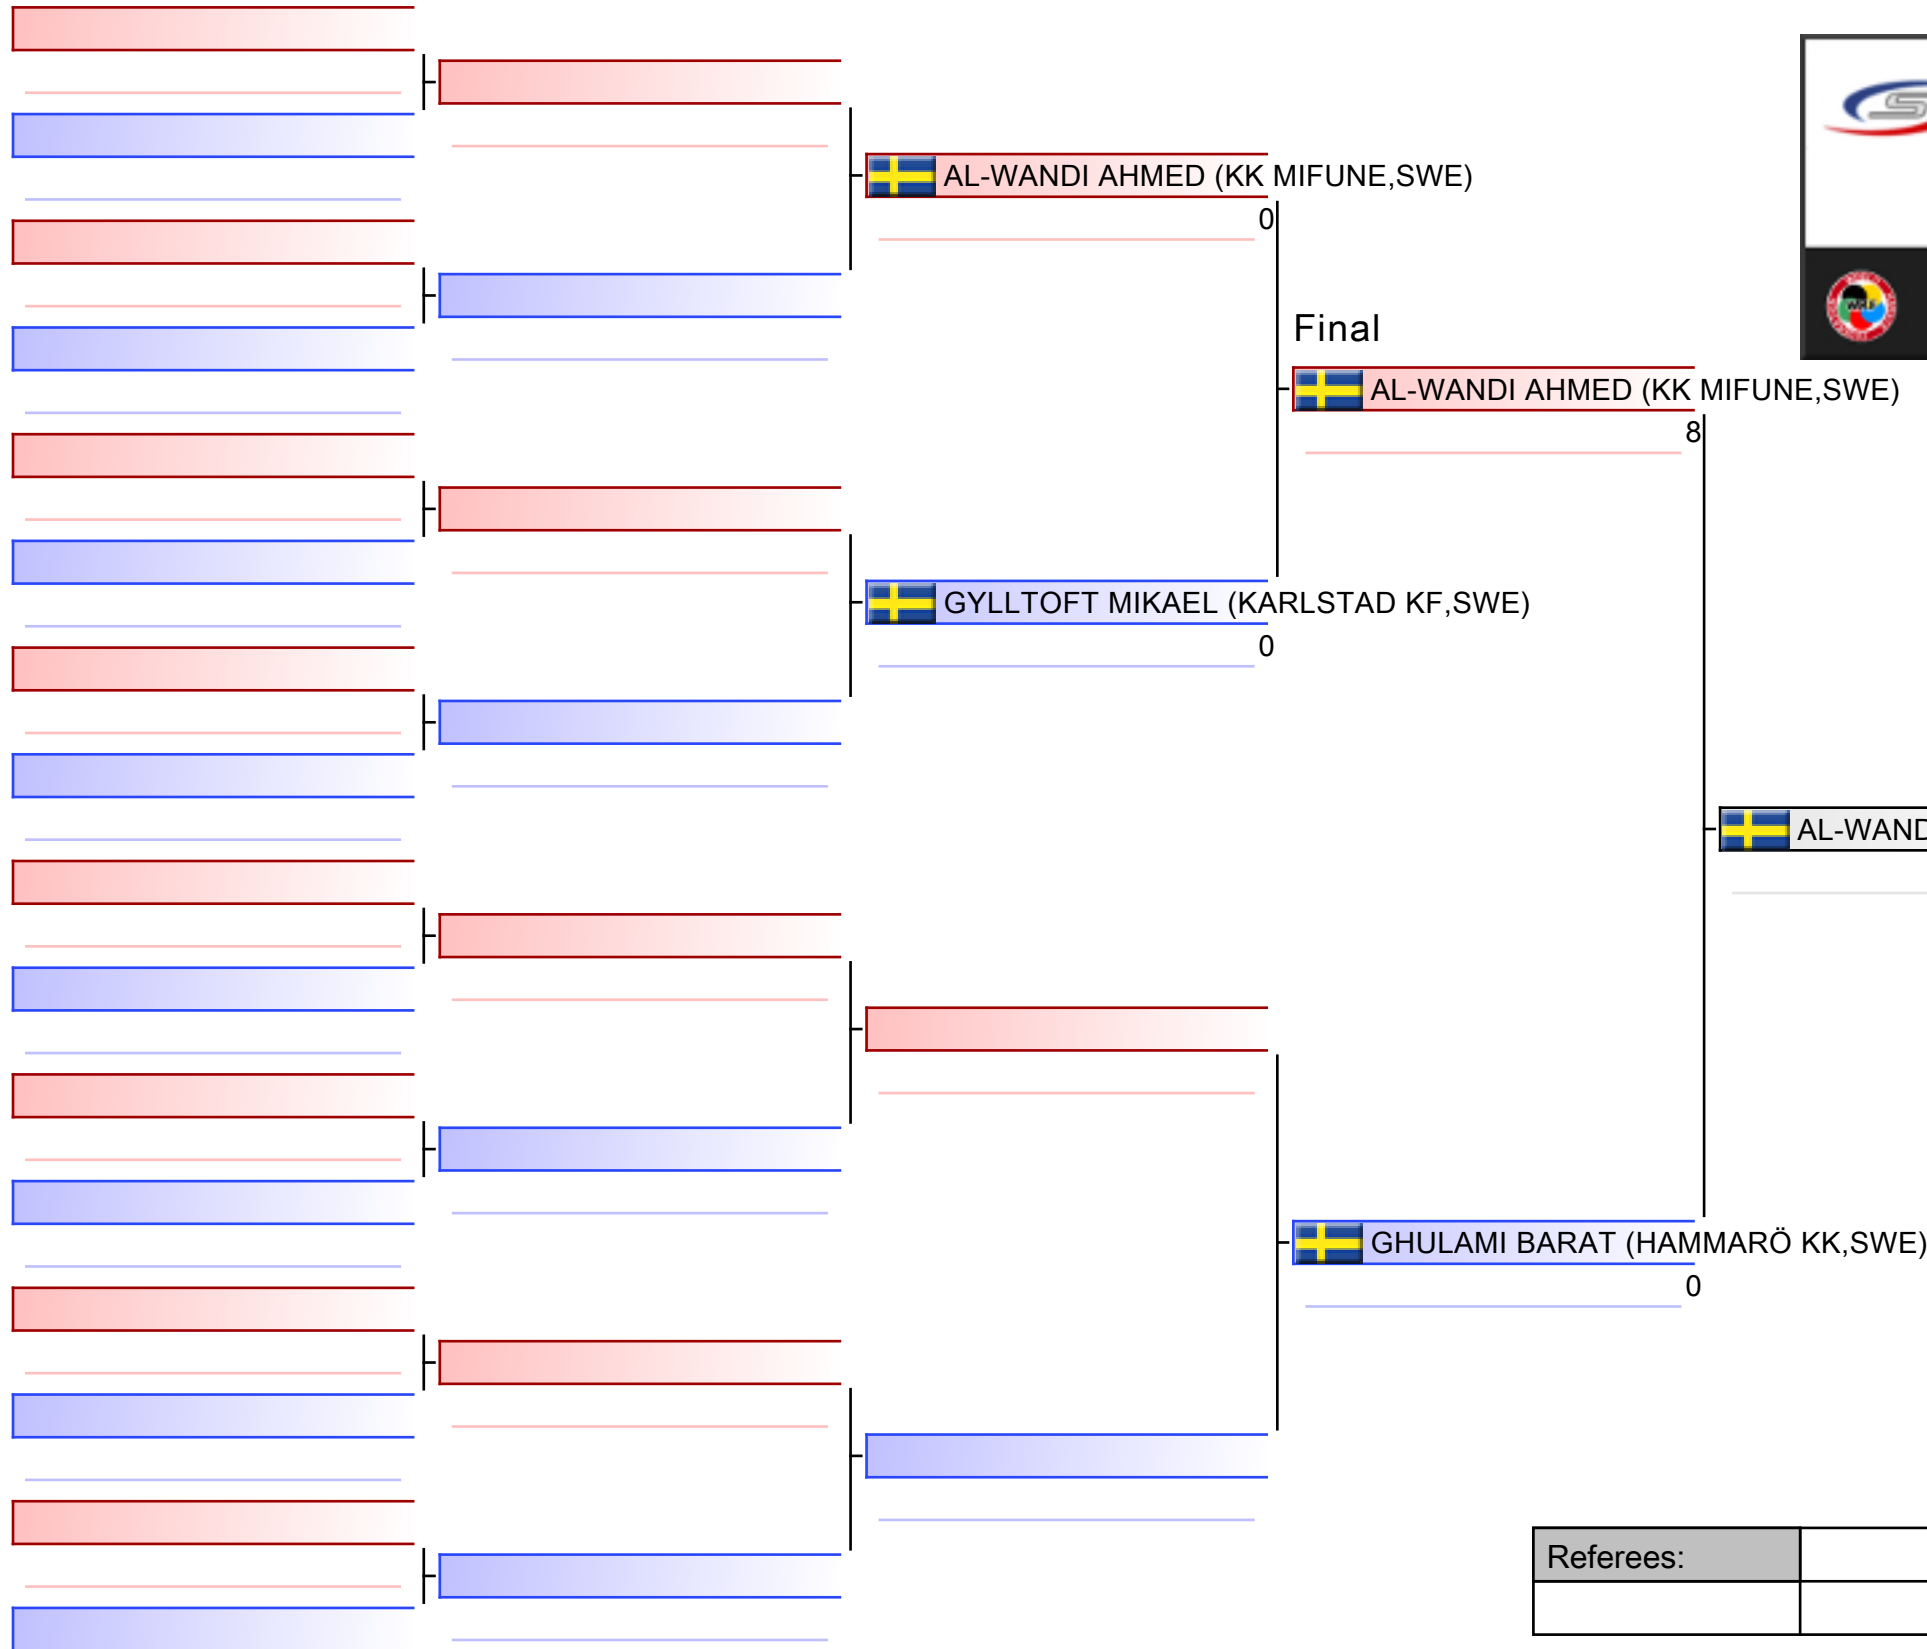 AL-WANDI AHMED (KK MIFUNE,SWE)
0
Final
AL-WANDI AHMED (KK MIFUNE,SWE)
8
GYLLTOFT MIKAEL (KARLSTAD KF,SWE)
0
AL-WAND
GHULAMI BARAT (HAMMARÖ KK,SWE)
0
Referees: